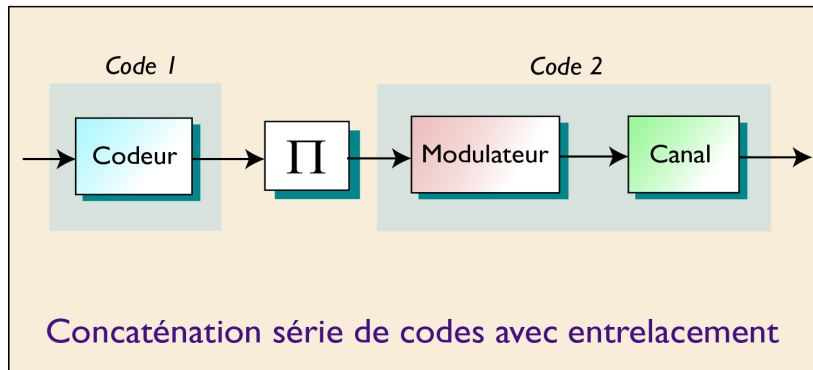 Code 1
Code 2
Codeur
Π
Modulateur
Canal
Concaténation série de codes avec entrelacement